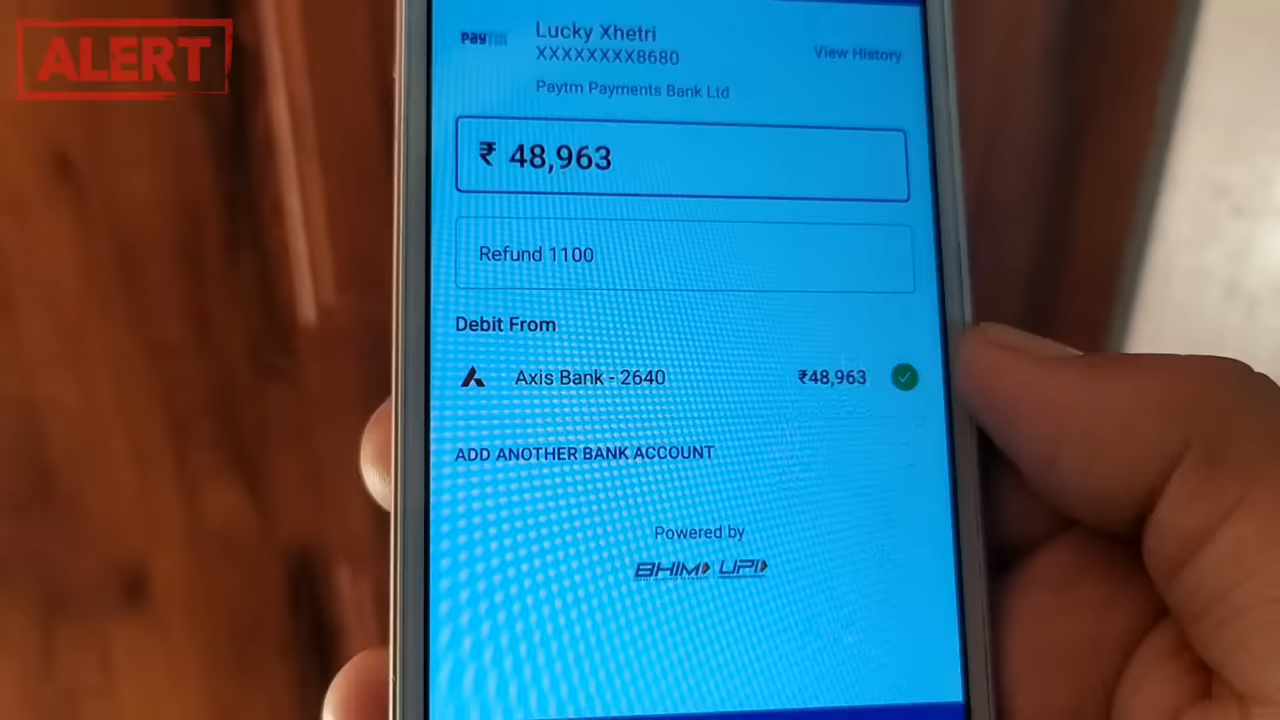 ALERT
paytm
Lucky Xhetri
XXXXXXXX8680
View History
Paytm Payments Bank Ltd
₹ 48,963
Refund 1100
Debit From
Axis Bank - 2640
₹48,963
ADD ANOTHER BANK ACCOUNT
Powered by
BHIM UPI